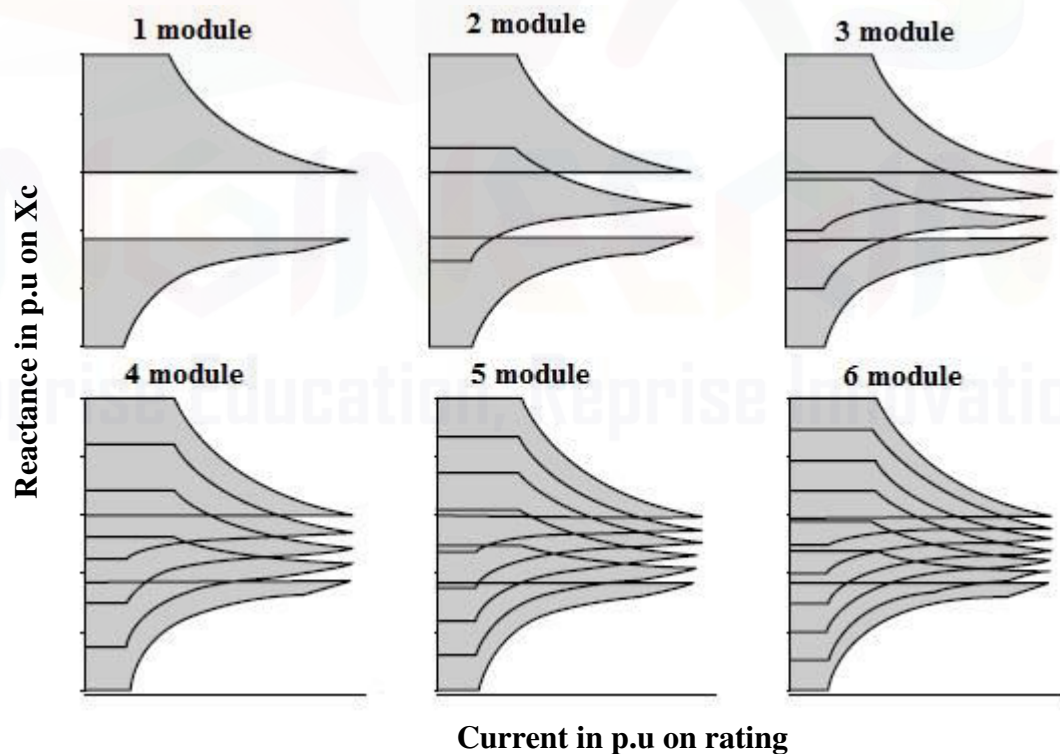 1 module
2 module
3 module
Reactance in p.u on Xc
4 module
5 module
6 module
Current in p.u on rating